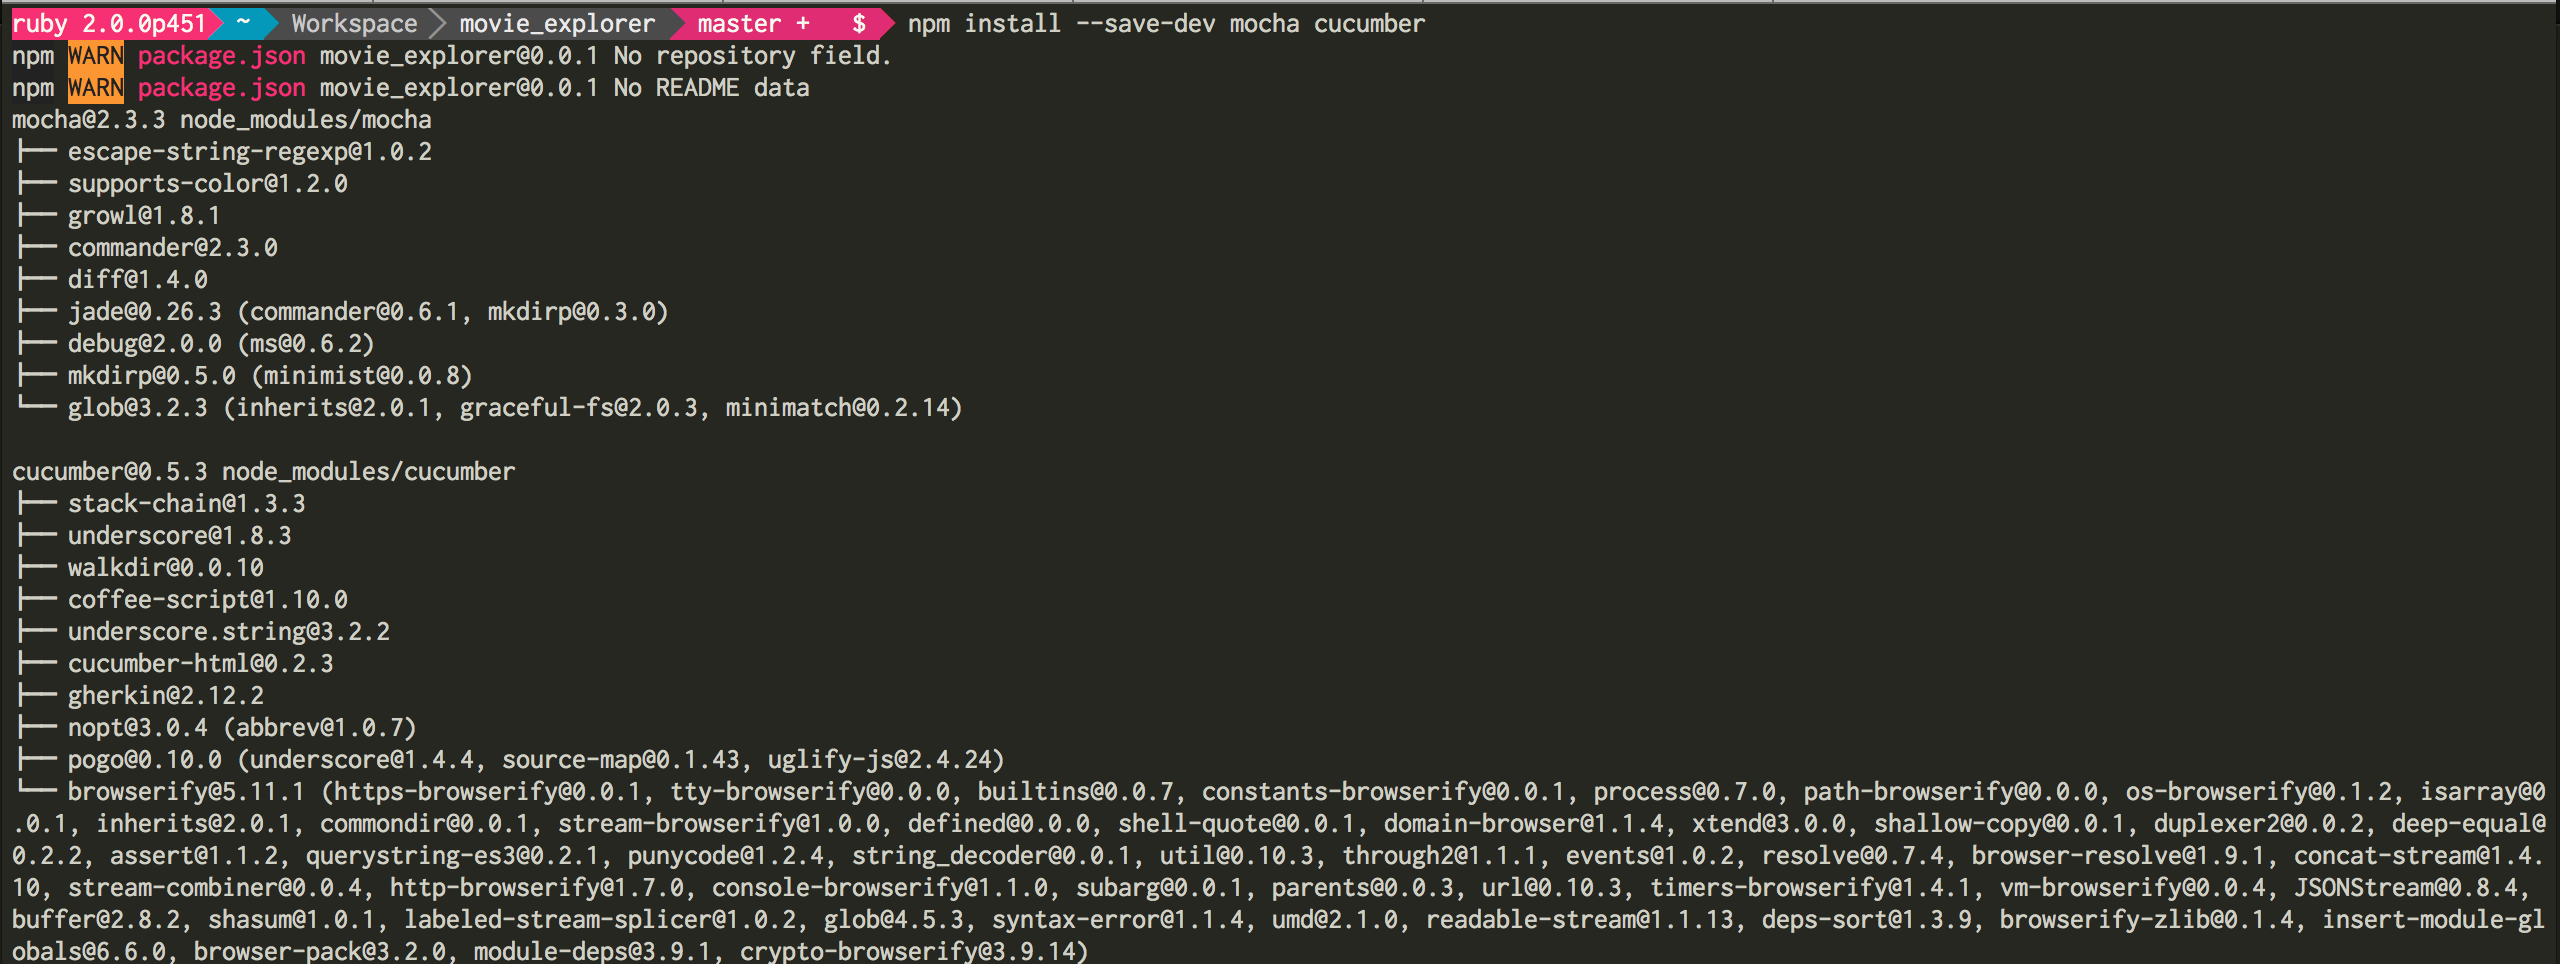 ruby 2.0.0p451 ~ Workspace movie_explorer master + $ npm install --save-dev mocha cucumber
npm WARN package.json movie_explorer@0.0.1 No repository field.
npm WARN package.json movie_explorer@0.0.1 No README data
mocha@2.3.3 node_modules/mocha
├── escape-string-regexp@1.0.2
├── supports-color@1.2.0
├── growl@1.8.1
├── commander@2.3.0
├── diff@1.4.0
├── jade@0.26.3 (commander@0.6.1, mkdirp@0.3.0)
├── debug@2.0.0 (ms@0.6.2)
├── mkdirp@0.5.0 (minimist@0.0.8)
└── glob@3.2.3 (inherits@2.0.1, graceful-fs@2.0.3, minimatch@0.2.14)
cucumber@0.5.3 node_modules/cucumber
├── stack-chain@1.3.3
├── underscore@1.8.3
├── walkdir@0.0.10
├── coffee-script@1.10.0
├── underscore.string@3.2.2
├── cucumber-html@0.2.3
├── gherkin@2.12.2
├── nopt@3.0.4 (abbrev@1.0.7)
├── pogo@0.10.0 (underscore@1.4.4, source-map@0.1.43, uglify-js@2.4.24)
└── browserify@5.11.1 (https-browserify@0.0.1, tty-browserify@0.0.0, builtins@0.0.7, constants-browserify@0.0.1, process@0.7.0, path-browserify@0.0.0, os-browserify@0.1.2, isarray@0
.0.1, inherits@2.0.1, commondir@0.0.1, stream-browserify@1.0.0, defined@0.0.0, shell-quote@0.0.1, domain-browser@1.1.4, xtend@3.0.0, shallow-copy@0.0.1, duplexer2@0.0.2, deep-equal@
0.2.2, assert@1.1.2, querystring-es3@0.2.1, punycode@1.2.4, string_decoder@0.0.1, util@0.10.3, through2@1.1.1, events@1.0.2, resolve@0.7.4, browser-resolve@1.9.1, concat-stream@1.4.
10, stream-combiner@0.0.4, http-browserify@1.7.0, console-browserify@1.1.0, subarg@0.0.1, parents@0.0.3, url@0.10.3, timers-browserify@1.4.1, vm-browserify@0.0.4, JSONStream@0.8.4,
buffer@2.8.2, shasum@1.0.1, labeled-stream-splicer@1.0.2, glob@4.5.3, syntax-error@1.1.4, umd@2.1.0, readable-stream@1.1.13, deps-sort@1.3.9, browserify-zlib@0.1.4, insert-module-gl
obals@6.6.0, browser-pack@3.2.0, module-deps@3.9.1, crypto-browserify@3.9.14)